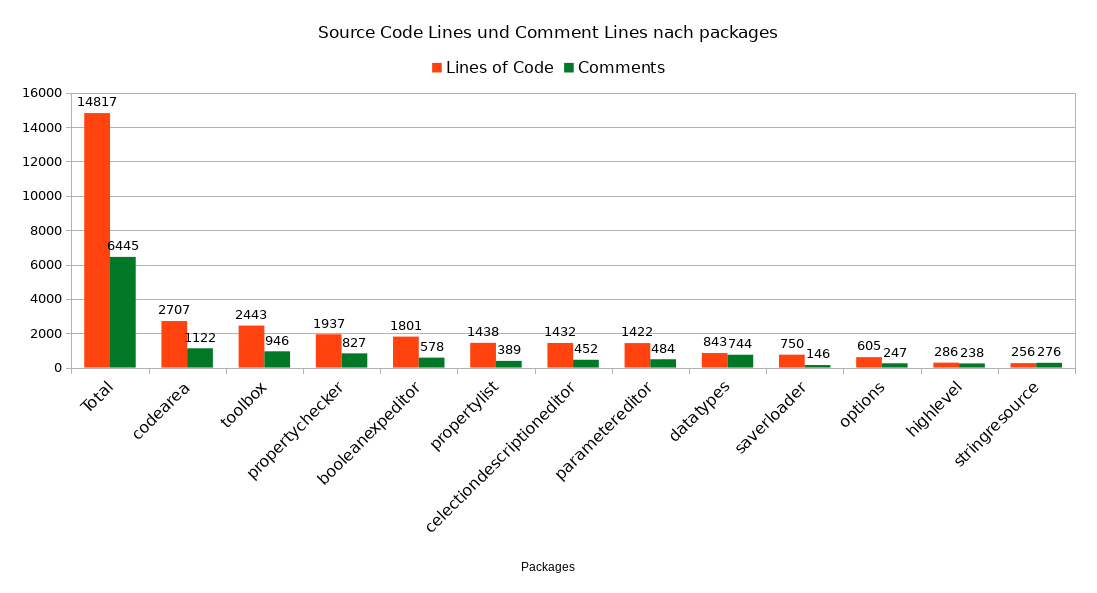 Source Code Lines und Comment Lines nach packages
Lines of Code Comments
16000
14000
12000
10000
8000
6000
4000
2000
0
14817 6445
2707 1122
2443 946
1937 827
1801 578
1438 389
1432 452
1422 484
843 744
750 146
605 247
286 238
256 276
Total
codearea
toolbox
propertychecker
booleanexpeditor
propertylist
celectiondescriptioneditor
parametereditor
datatypes
saverloader
options
highlevel
stringresource
Packages